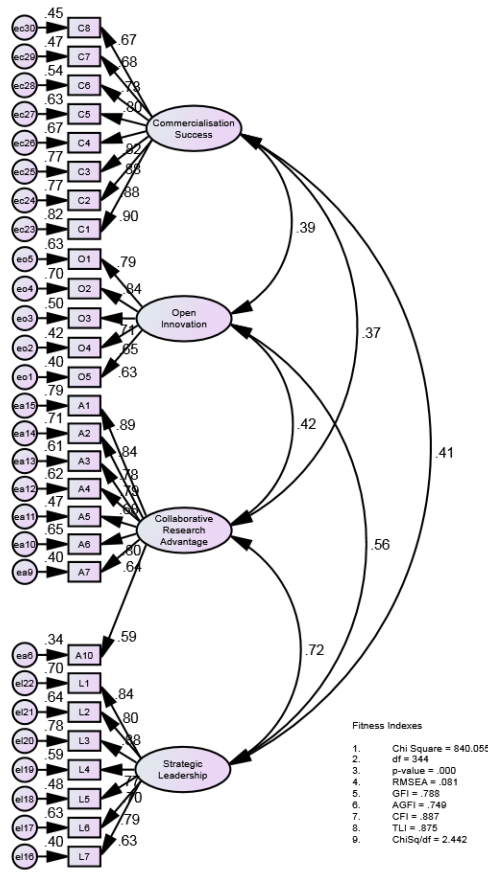 .45
ec30 C8 .67
.47
ec29 C7 .68
.54
ec28 C6 .73
.63
ec27 C5 .80
.67
ec26 C4 .82
.77
ec25 C3 .88
.77
ec24 C2 .88
.82
ec23 C1 .90
Commercialisation
Success
.63
eo5 O1 .79
.70
eo4 O2 .84
.50
eo3 O3 .71
.42
eo2 O4 .65
.40
eo1 O5 .63
Open
Innovation
.79
ea15 A1 .89
.71
ea14 A2 .84
.61
ea13 A3 .78
.62
ea12 A4 .79
.47
ea11 A5
.65
ea10 A6 .80
.40
ea9 A7 .64
Collaborative
Research
Advantage
.34
ea6 A10 .59
.70
el22 L1 .84
.64
el21 L2 .80
.78
el20 L3 .88
.59
el19 L4 .77
.48
el18 L5 .70
.63
el17 L6 .79
.40
el16 L7 .63
Strategic
Leadership
.39
.37
.42
.41
.56
.72
Fitness Indexes
1. Chi Square = 840.055
2. df = 344
3. p-value = .000
4. RMSEA = .081
5. GFI = .788
6. AGFI = .749
7. CFI = .887
8. TLI = .875
9. ChiSq/df = 2.442